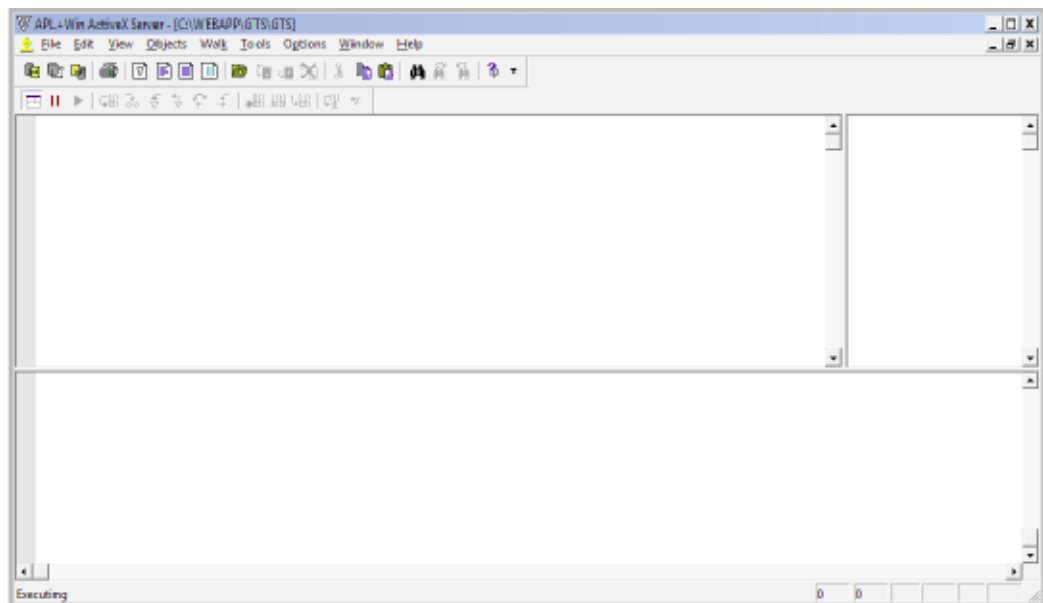 APL+Win ActiveX Server - [C:\WEBAPP\GTS\GTS]
File Edit View Objects Walk Tools Options Window Help
Executing 0 0